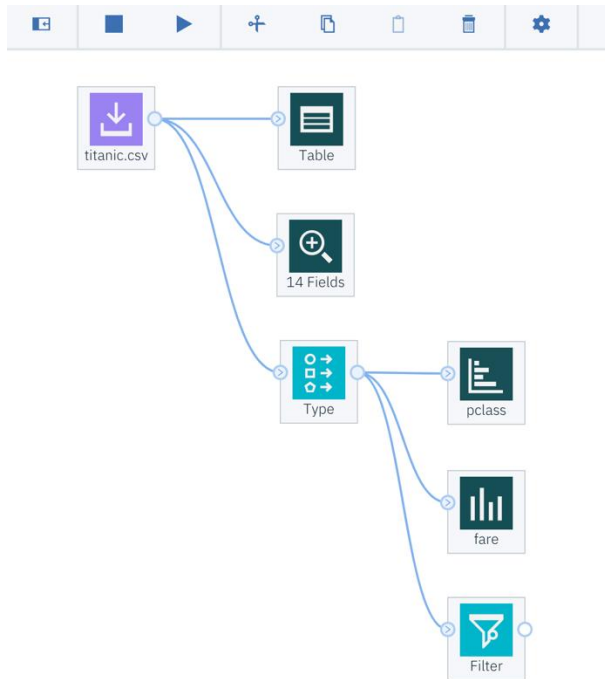 titanic.csv
Table
14 Fields
Type
pclass
fare
Filter